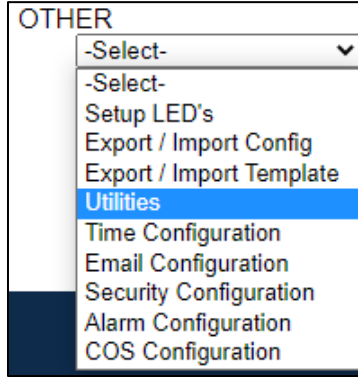 OTHER
-Select-
-Select-
Setup LED's
Export / Import Config
Export / Import Template
Utilities
Time Configuration
Email Configuration
Security Configuration
Alarm Configuration
COS Configuration